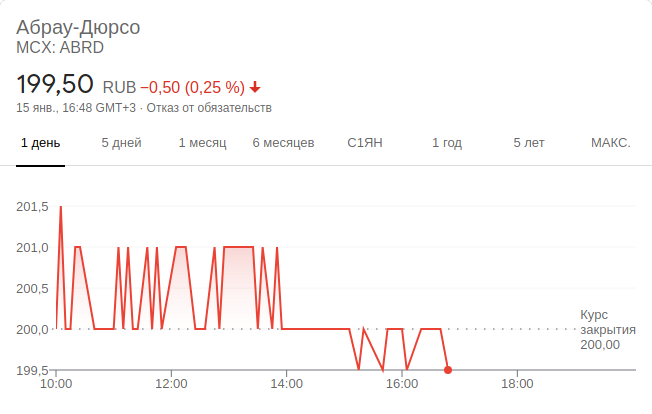 Абрау-Дюрсо
MCX: ABRD
199,50 RUB −0,50 (0,25 %)
15 янв., 16:48 GMT+3 · Отказ от обязательств
1 день 5 дней 1 месяц 6 месяцев С1ЯН 1 год 5 лет МАКС.
201,5
201,0
200,5
200,0
199,5
Курс
закрытия
200,00
10:00 12:00 14:00 16:00 18:00